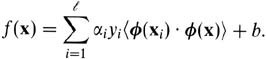 f(x) = ∑_{i=1}^{ℓ} α_i y_i ⟨ϕ(x_i) · ϕ(x)⟩ + b.